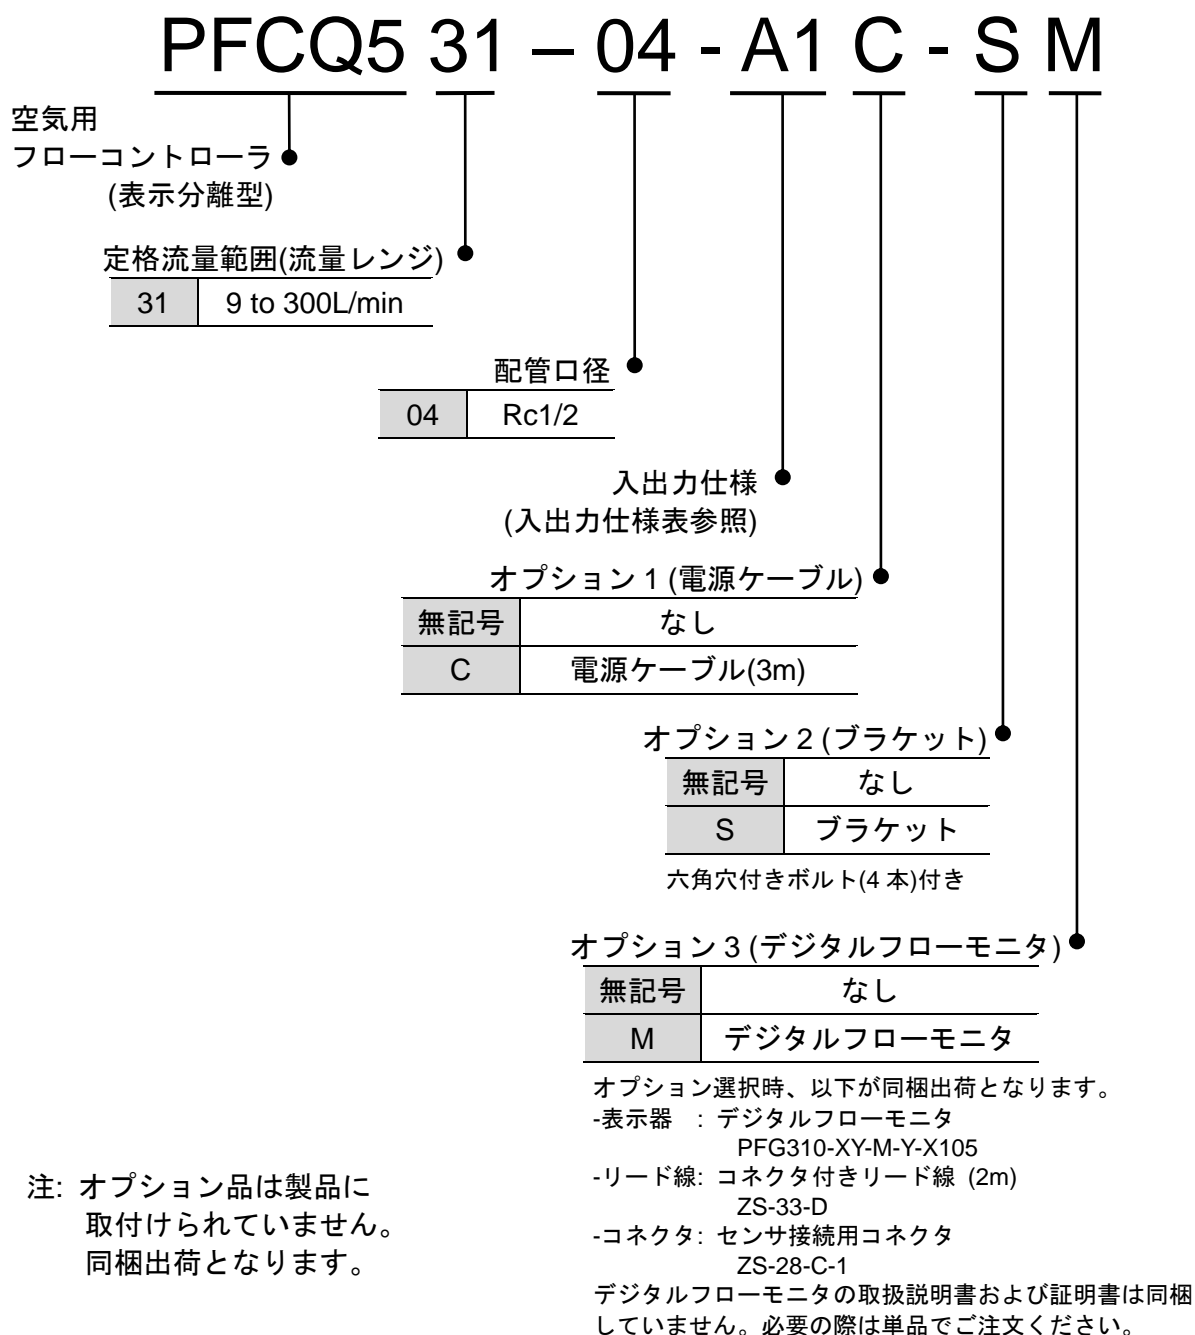 PFCQ5 31 – 04 - A1 C - S M
空気用
フローコントローラ
(表示分離型)
定格流量範囲(流量レンジ)
31 9 to 300L/min
配管口径
04 Rc1/2
入出力仕様
(入出力仕様表参照)
オプション 1 (電源ケーブル)
無記号 なし
C 電源ケーブル(3m)
オプション 2 (ブラケット)
無記号 なし
S ブラケット
六角穴付きボルト(4 本)付き
オプション 3 (デジタルフローモニタ)
無記号 なし
M デジタルフローモニタ
オプション選択時、以下が同梱出荷となります。
-表示器 : デジタルフローモニタ
PFG310-XY-M-Y-X105
-リード線: コネクタ付きリード線 (2m)
ZS-33-D
-コネクタ: センサ接続用コネクタ
ZS-28-C-1
デジタルフローモニタの取扱説明書および証明書は同梱
していません。必要の際は単品でご注文ください。
注: オプション品は製品に
取付けられていません。
同梱出荷となります。